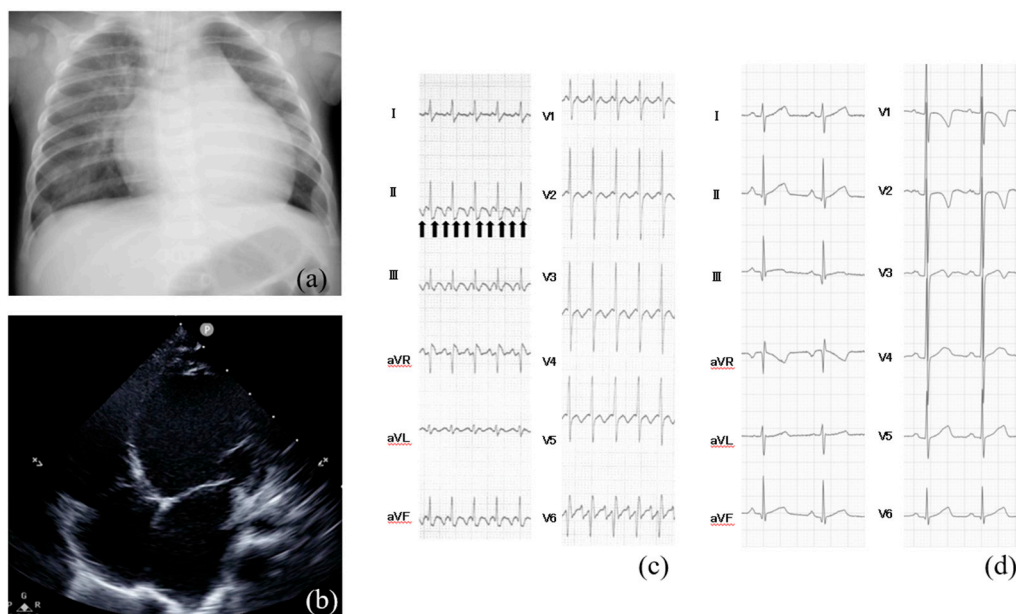 (a)
P
G
P R
(b)
I V1
II V2
III V3
aVR V4
aVL V5
aVF V6
(c)
I V1
II V2
III V3
aVR V4
aVL V5
aVF V6
(d)